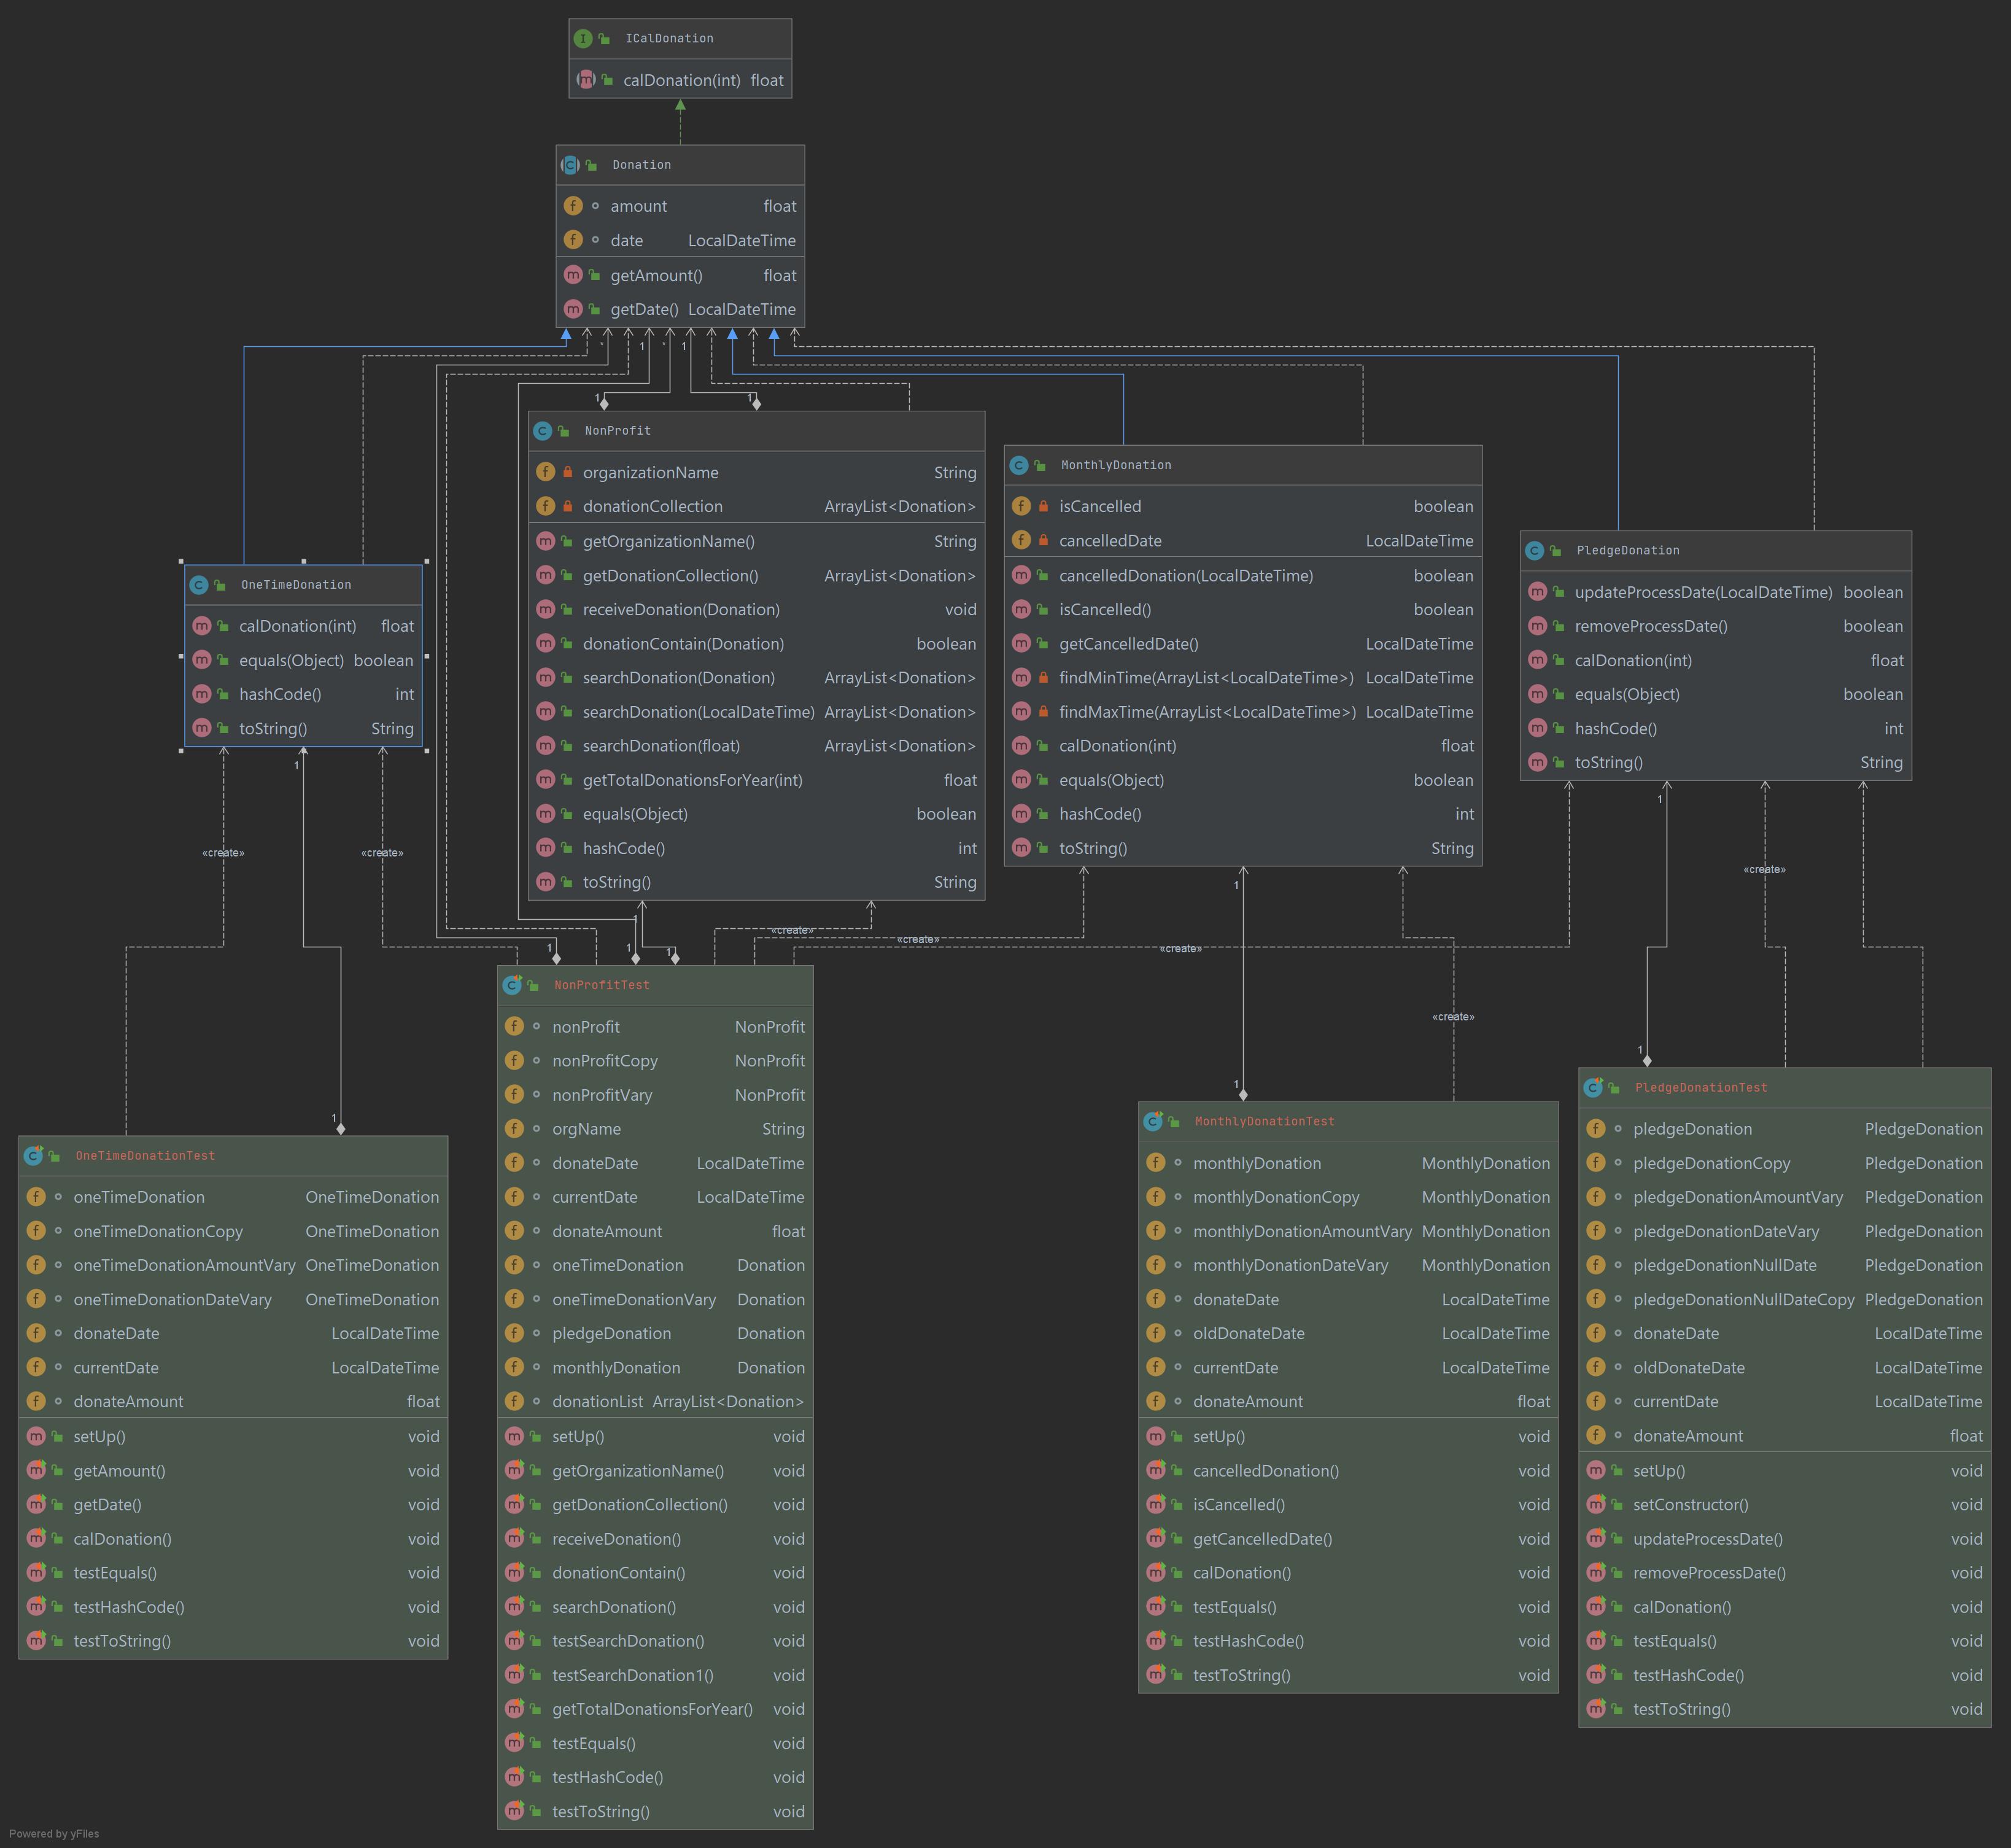 ICalDonation
calDonation(int) float
Donation
amount float
date LocalDateTime
getAmount() float
getDate() LocalDateTime
* 1 * 1
1 1
NonProfit
organizationName String
donationCollection ArrayList<Donation>
getOrganizationName() String
getDonationCollection() ArrayList<Donation>
receiveDonation(Donation) void
donationContain(Donation) boolean
searchDonation(Donation) ArrayList<Donation>
searchDonation(LocalDateTime) ArrayList<Donation>
searchDonation(float) ArrayList<Donation>
getTotalDonationsForYear(int) float
equals(Object) boolean
hashCode() int
toString() String
MonthlyDonation
isCancelled boolean
cancelledDate LocalDateTime
cancelledDonation(LocalDateTime) boolean
isCancelled() boolean
getCancelledDate() LocalDateTime
findMinTime(ArrayList<LocalDateTime>) LocalDateTime
findMaxTime(ArrayList<LocalDateTime>) LocalDateTime
calDonation(int) float
equals(Object) boolean
hashCode() int
toString() String
PledgeDonation
updateProcessDate(LocalDateTime) boolean
removeProcessDate() boolean
calDonation(int) float
equals(Object) boolean
hashCode() int
toString() String
OneTimeDonation
calDonation(int) float
equals(Object) boolean
hashCode() int
toString() String
1
1
1
«create»
«create»
«create»
1
«create»
«create»
«create»
1 1 1
«create»
1
1
1
NonProfitTest
nonProfit NonProfit
nonProfitCopy NonProfit
nonProfitVary NonProfit
orgName String
donateDate LocalDateTime
currentDate LocalDateTime
donateAmount float
oneTimeDonation Donation
oneTimeDonationVary Donation
pledgeDonation Donation
monthlyDonation Donation
donationList ArrayList<Donation>
setUp() void
getOrganizationName() void
getDonationCollection() void
receiveDonation() void
donationContain() void
searchDonation() void
testSearchDonation() void
testSearchDonation1() void
getTotalDonationsForYear() void
testEquals() void
testHashCode() void
testToString() void
OneTimeDonationTest
oneTimeDonation OneTimeDonation
oneTimeDonationCopy OneTimeDonation
oneTimeDonationAmountVary OneTimeDonation
oneTimeDonationDateVary OneTimeDonation
donateDate LocalDateTime
currentDate LocalDateTime
donateAmount float
setUp() void
getAmount() void
getDate() void
calDonation() void
testEquals() void
testHashCode() void
testToString() void
MonthlyDonationTest
monthlyDonation MonthlyDonation
monthlyDonationCopy MonthlyDonation
monthlyDonationAmountVary MonthlyDonation
monthlyDonationDateVary MonthlyDonation
donateDate LocalDateTime
oldDonateDate LocalDateTime
currentDate LocalDateTime
donateAmount float
setUp() void
cancelledDonation() void
isCancelled() void
getCancelledDate() void
calDonation() void
testEquals() void
testHashCode() void
testToString() void
PledgeDonationTest
pledgeDonation PledgeDonation
pledgeDonationCopy PledgeDonation
pledgeDonationAmountVary PledgeDonation
pledgeDonationDateVary PledgeDonation
pledgeDonationNullDate PledgeDonation
pledgeDonationNullDateCopy PledgeDonation
donateDate LocalDateTime
oldDonateDate LocalDateTime
currentDate LocalDateTime
donateAmount float
setUp() void
setConstructor() void
updateProcessDate() void
removeProcessDate() void
calDonation() void
testEquals() void
testHashCode() void
testToString() void
Powered by yFiles